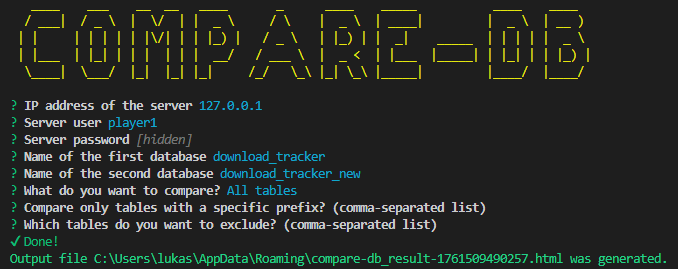 COMPARE-DB
? IP address of the server 127.0.0.1
? Server user player1
? Server password [hidden]
? Name of the first database download_tracker
? Name of the second database download_tracker_new
? What do you want to compare? All tables
? Compare only tables with a specific prefix? (comma-separated list)
? Which tables do you want to exclude? (comma-separated list)
✓Done!
Output file C:\Users\lukas\AppData\Roaming\compare-db_result-1761509490257.html was generated.